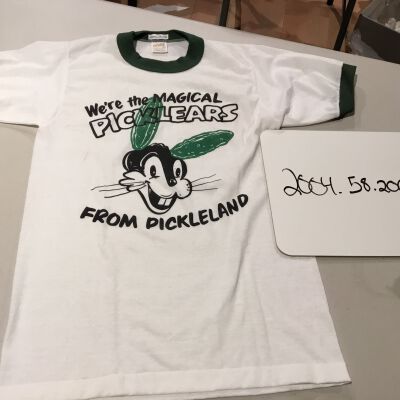 We're the MAGICAL
PICKLEARS
FROM PICKLELAND
2004.58.200